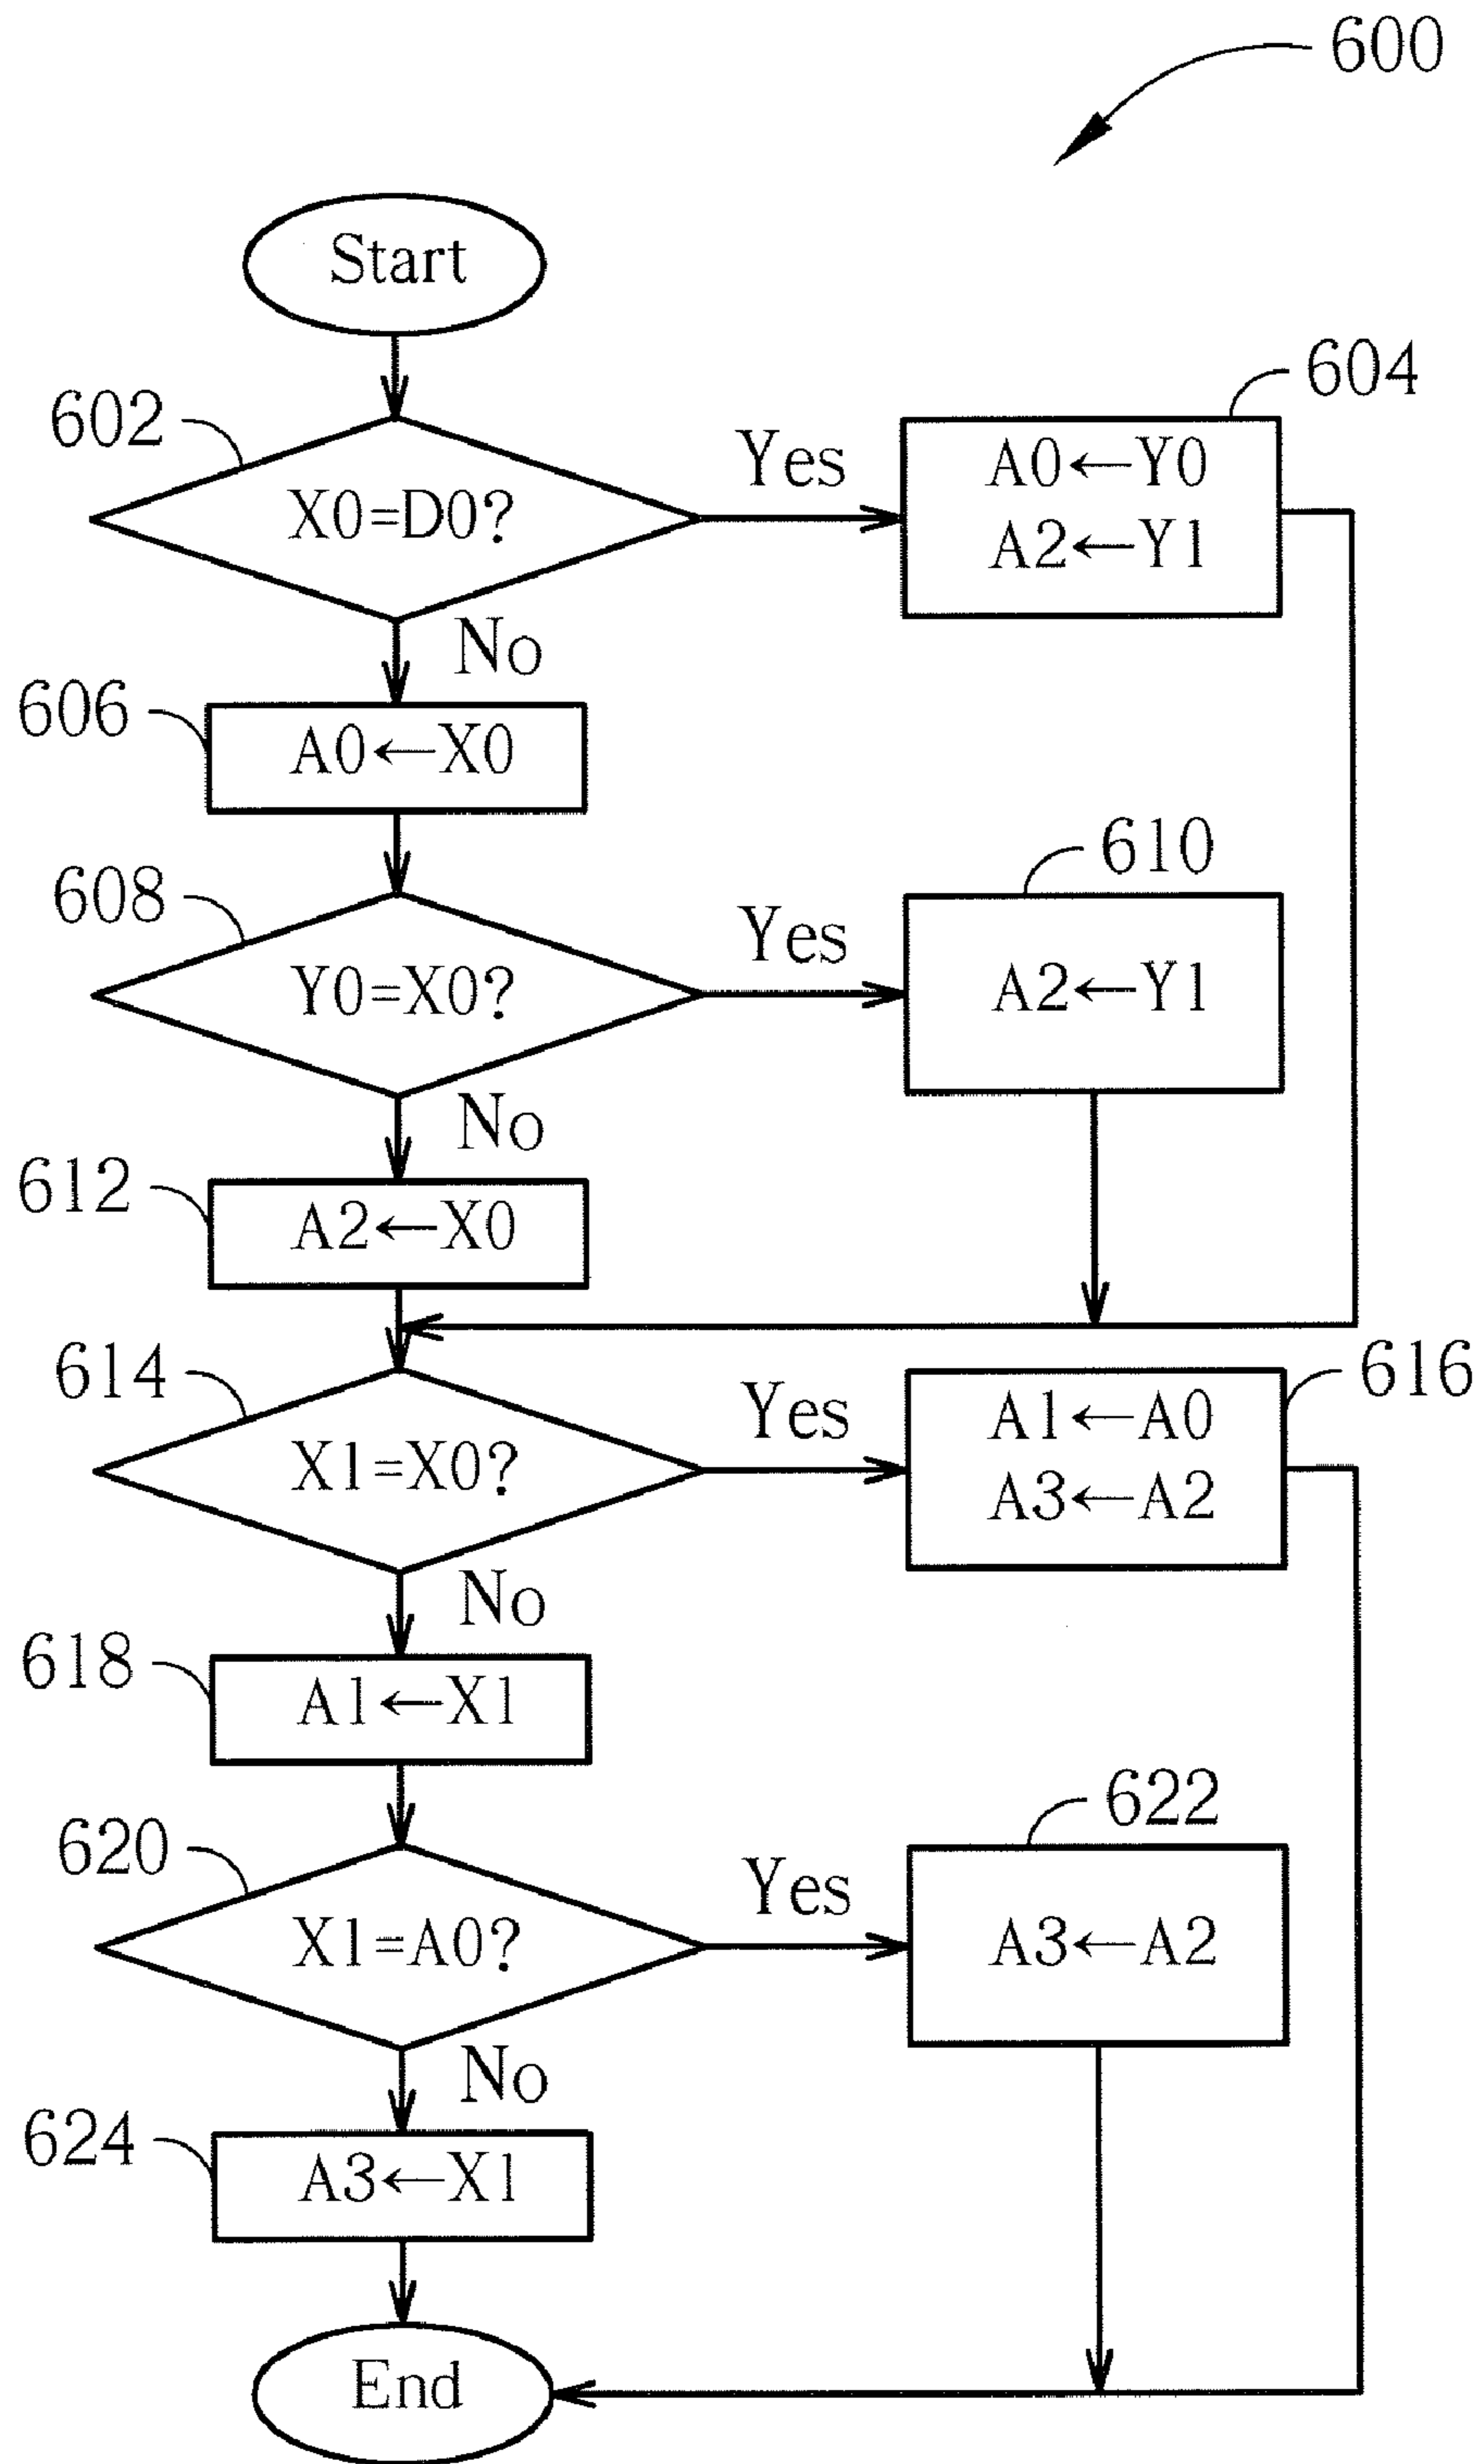 600
Start
602
X0=D0?
Yes
604
A0←Y0
A2←Y1
No
606
A0←X0
608
Y0=X0?
Yes
610
A2←Y1
No
612
A2←X0
614
X1=X0?
Yes
616
A1←A0
A3←A2
No
618
A1←X1
620
X1=A0?
Yes
622
A3←A2
No
624
A3←X1
End